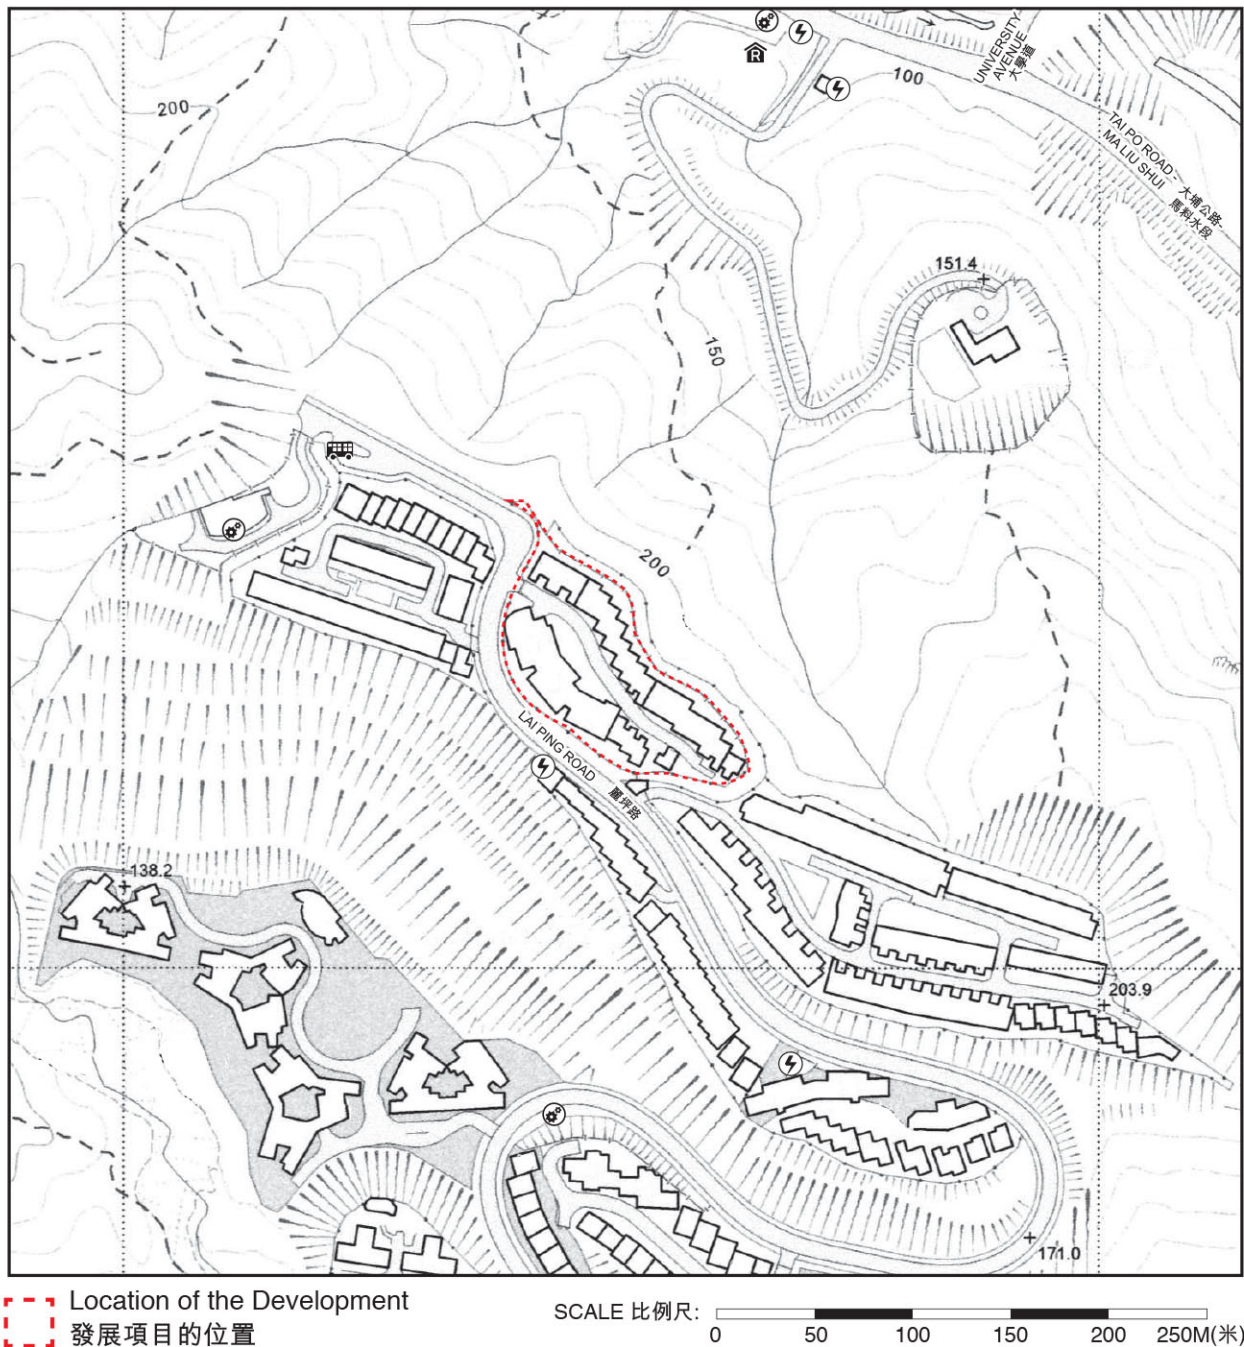 UNIVERSITY
AVENUE
大學道
100
200
R
TAI PO ROAD -
MA LIU SHUI
大埔公路-
馬料水段
151.4
150
200
LAI PING ROAD
麗坪路
138.2
203.9
171.0
Location of the Development
發展項目的位置
SCALE 比例尺:
0 50 100 150 200 250M(米)